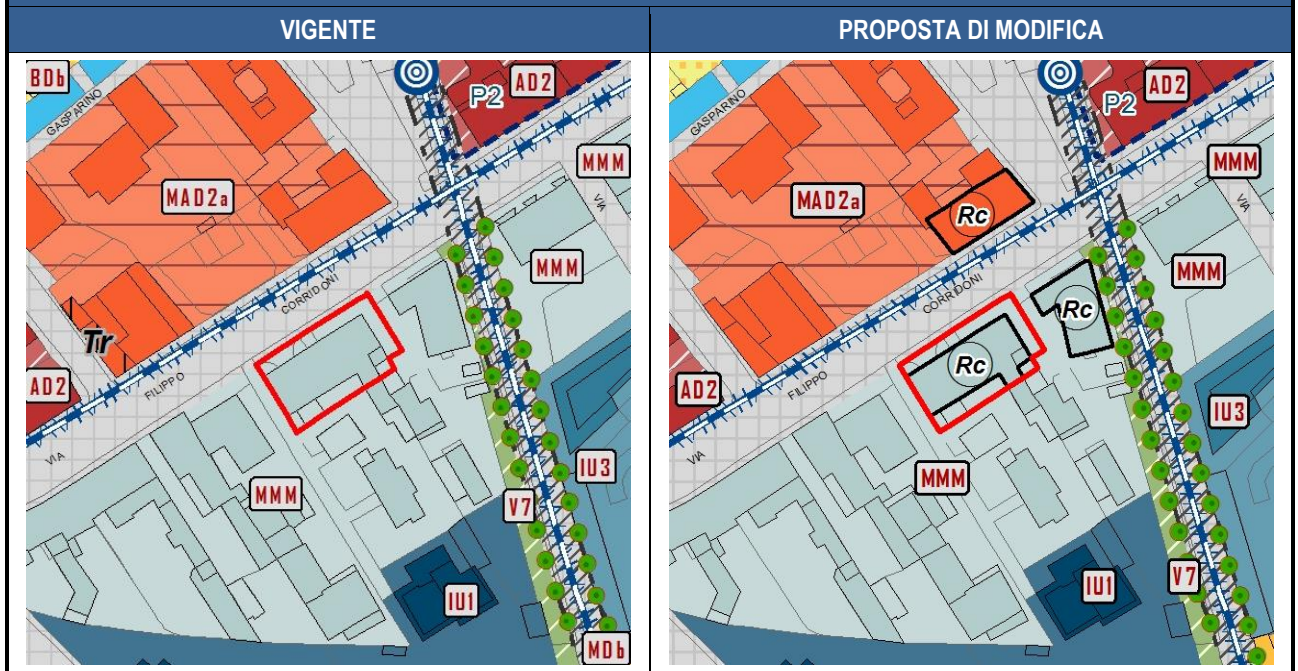 VIGENTE
PROPOSTA DI MODIFICA
BDb
GASPARINO
P2
AD2
MMM
MAD2a
VIA
MMM
CORRIDONI
Tr
AD2
FILIPPO
VIA
MMM
IU3
V7
IU1
MDb
GASPARINO
P2
AD2
MMM
MAD2a
Rc
VIA
MMM
CORRIDONI
Rc
Rc
AD2
FILIPPO
IU3
VIA
MMM
V7
IU1